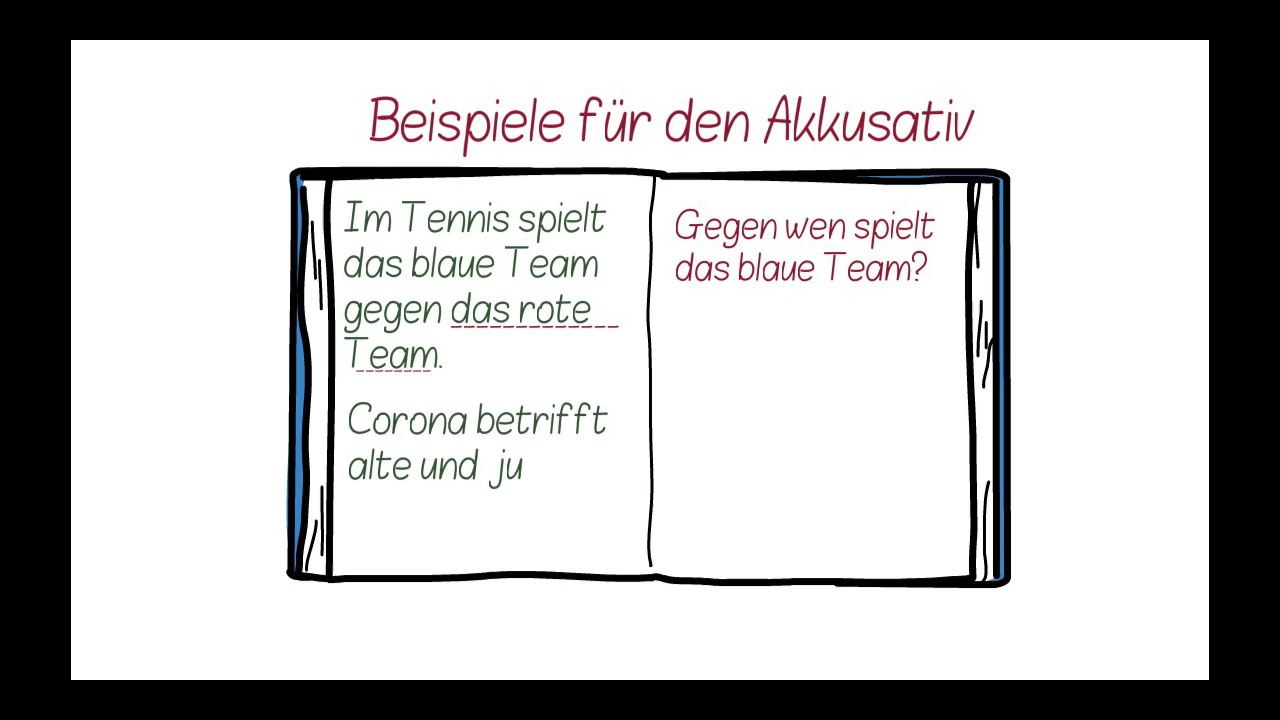 Beispiele für den Akkusativ
Im Tennis spielt
das blaue Team
gegen das rote
Team.
Corona betrifft
alte und ju
Gegen wen spielt
das blaue Team?